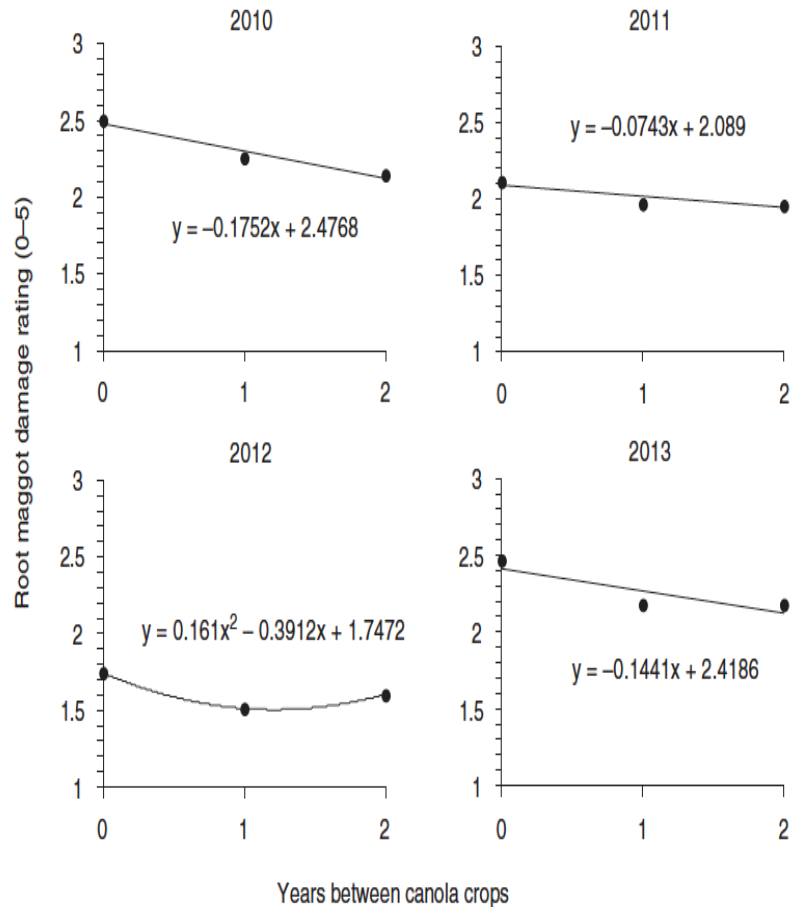 Root maggot damage rating (0–5)
2010
3
2.5
2
1.5
1
0 1 2
y = –0.1752x + 2.4768
2011
3
2.5
2
1.5
1
0 1 2
y = –0.0743x + 2.089
2012
3
2.5
2
1.5
1
0 1 2
y = 0.161x² – 0.3912x + 1.7472
2013
3
2.5
2
1.5
1
0 1 2
y = –0.1441x + 2.4186
Years between canola crops